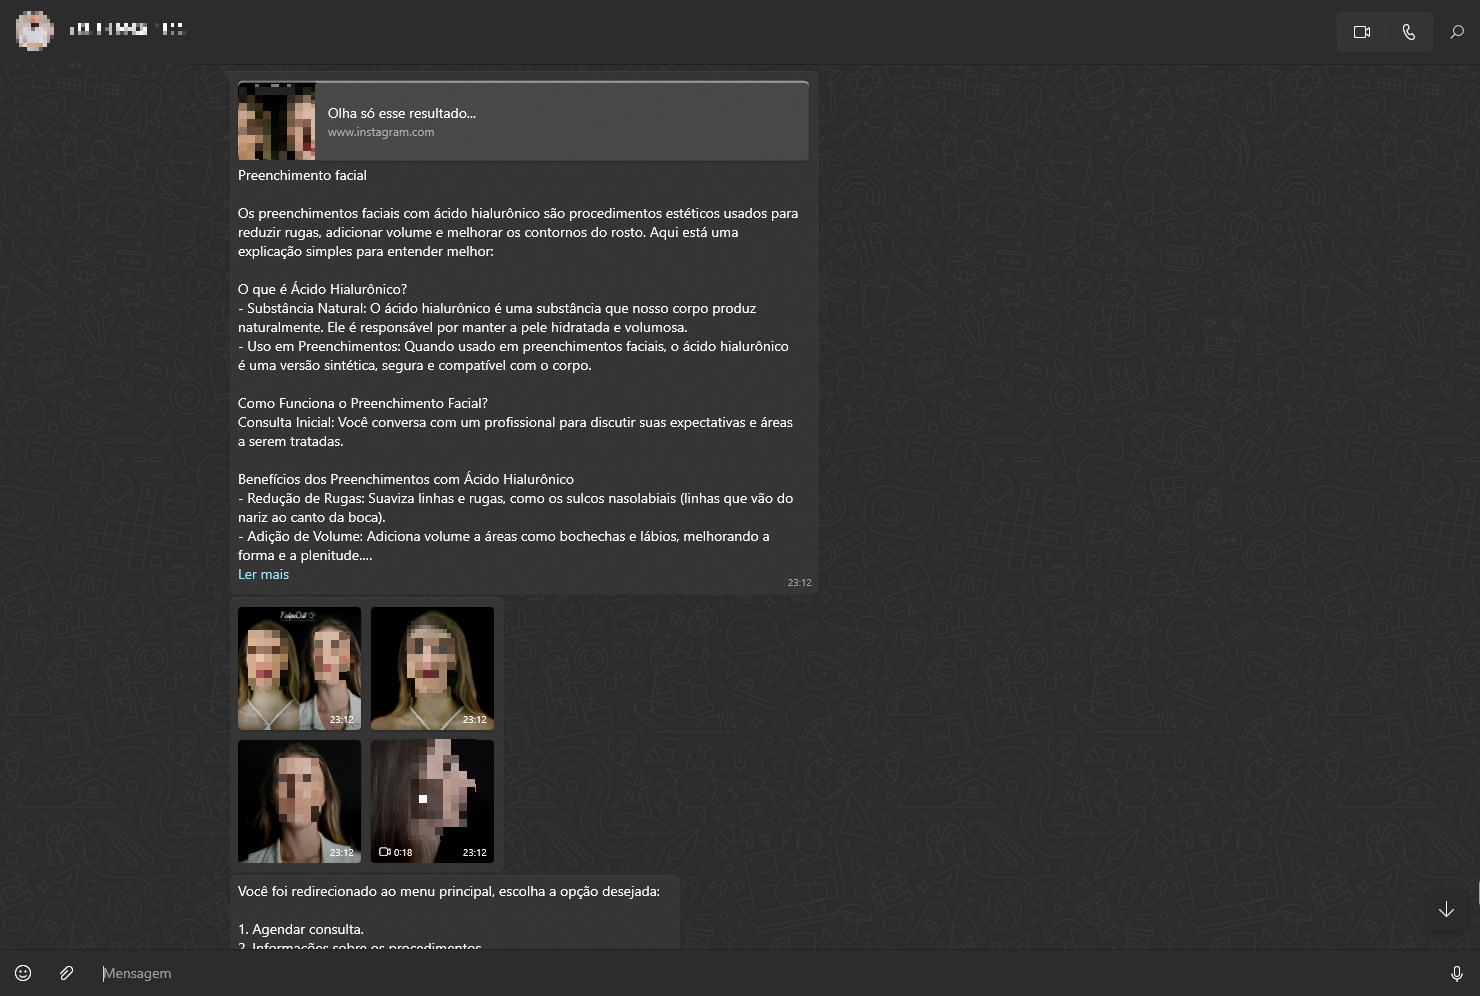 Olha só esse resultado...
www.instagram.com
Preenchimento facial
Os preenchimentos faciais com ácido hialurônico são procedimentos estéticos usados para
reduzir rugas, adicionar volume e melhorar os contornos do rosto. Aqui está uma
explicação simples para entender melhor:
O que é Ácido Hialurônico?
- Substância Natural: O ácido hialurônico é uma substância que nosso corpo produz
naturalmente. Ele é responsável por manter a pele hidratada e volumosa.
- Uso em Preenchimentos: Quando usado em preenchimentos faciais, o ácido hialurônico
é uma versão sintética, segura e compatível com o corpo.
Como Funciona o Preenchimento Facial?
Consulta Inicial: Você conversa com um profissional para discutir suas expectativas e áreas
a serem tratadas.
Benefícios dos Preenchimentos com Ácido Hialurônico
- Redução de Rugas: Suaviza linhas e rugas, como os sulcos nasolabiais (linhas que vão do
nariz ao canto da boca).
- Adição de Volume: Adiciona volume a áreas como bochechas e lábios, melhorando a
forma e a plenitude....
Ler mais
23:12
23:12
23:12
23:12
0:18
23:12
Você foi redirecionado ao menu principal, escolha a opção desejada:
1. Agendar consulta.
2. Informações sobre os procedimentos
Mensagem